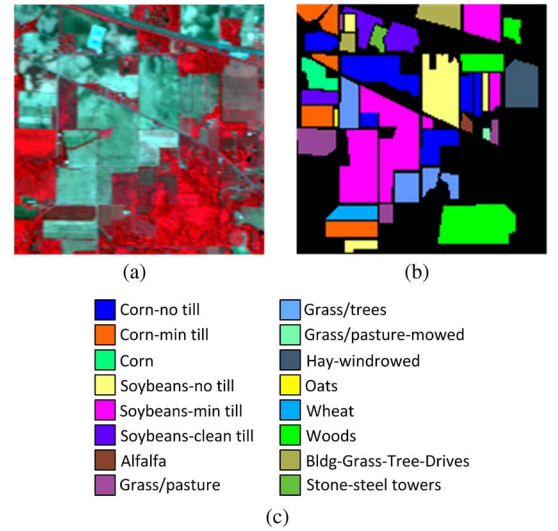 (a)
(b)
Corn-no till
Corn-min till
Corn
Soybeans-no till
Soybeans-min till
Soybeans-clean till
Alfalfa
Grass/pasture
Grass/trees
Grass/pasture-mowed
Hay-windrowed
Oats
Wheat
Woods
Bldg-Grass-Tree-Drives
Stone-steel towers
(c)